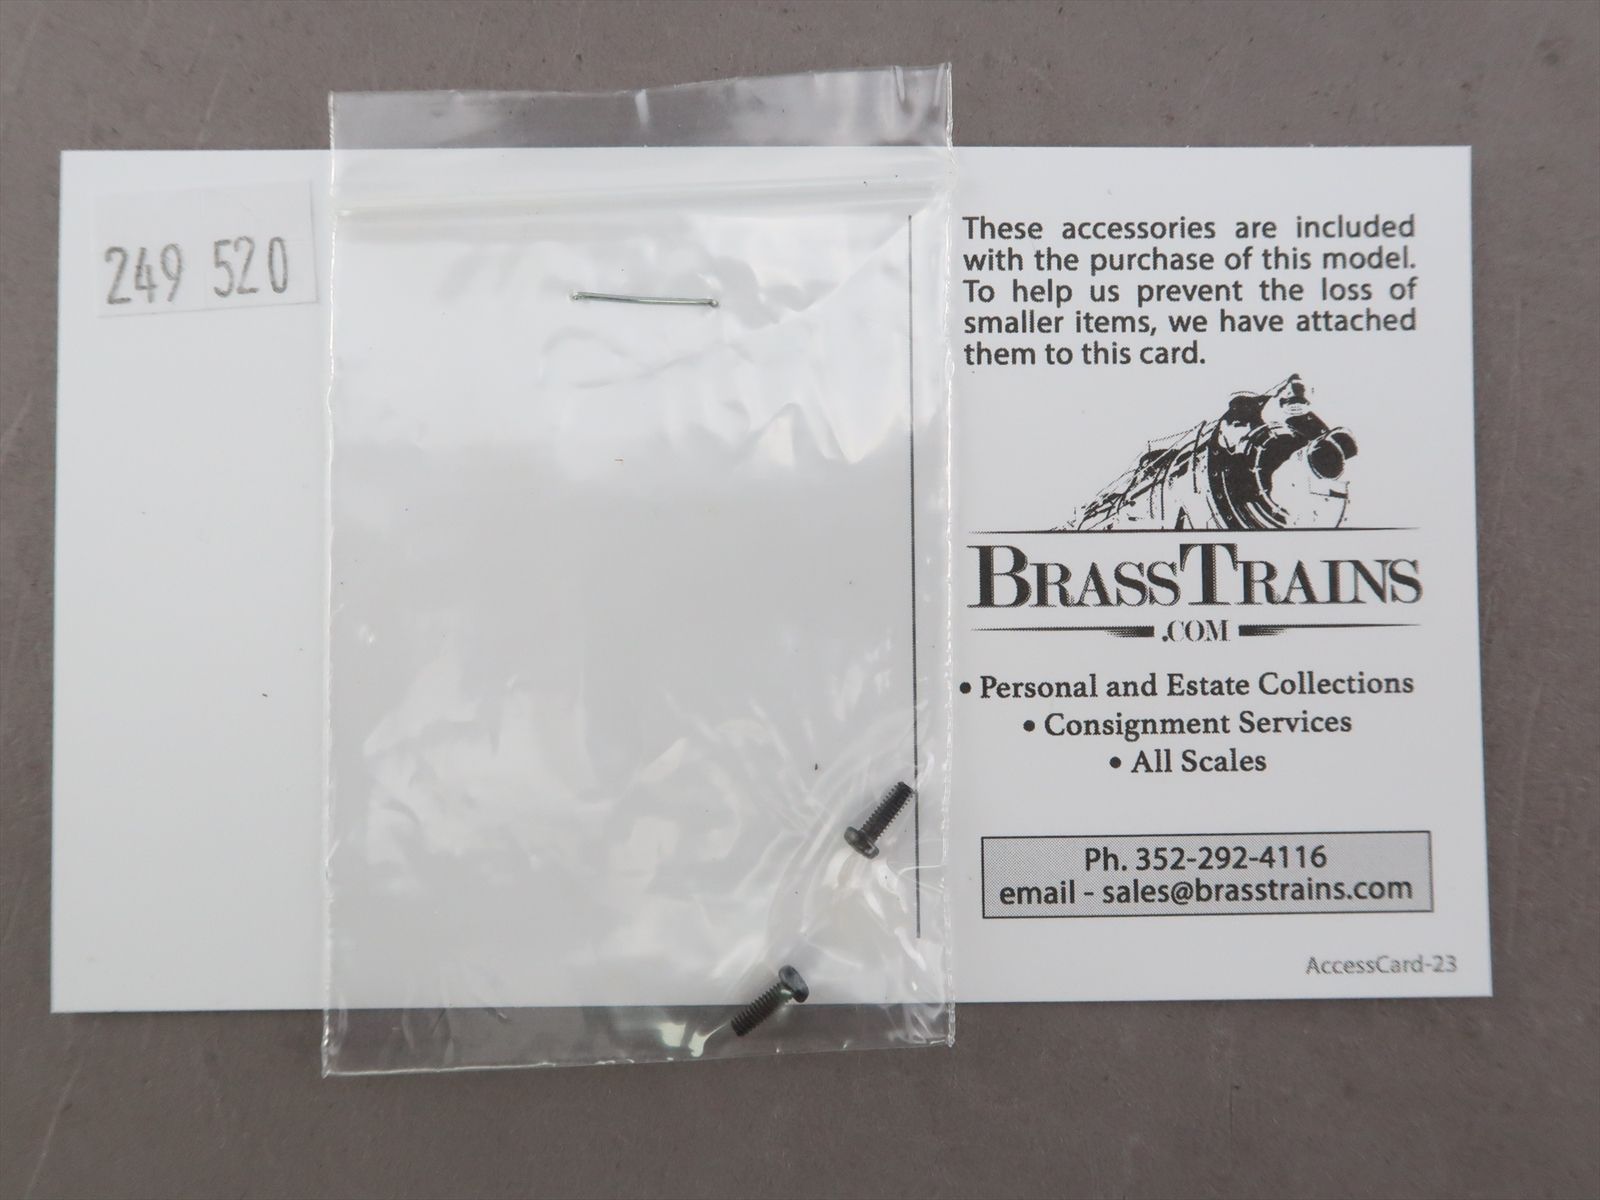 249 520
These accessories are included
with the purchase of this model.
To help us prevent the loss of
smaller items, we have attached
them to this card.
BRASSTRAINS
.COM
• Personal and Estate Collections
• Consignment Services
• All Scales
Ph. 352-292-4116
email - sales@brasstrains.com
AccessCard-23